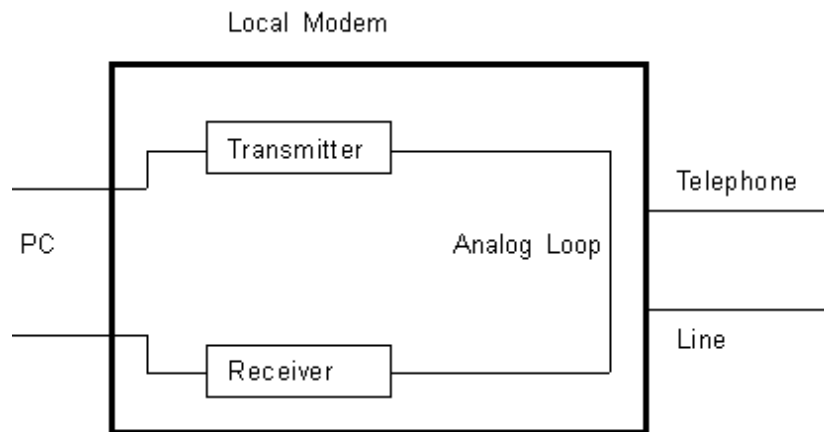 Local Modem
Transmitter
Telephone
PC
Analog Loop
Line
Receiver